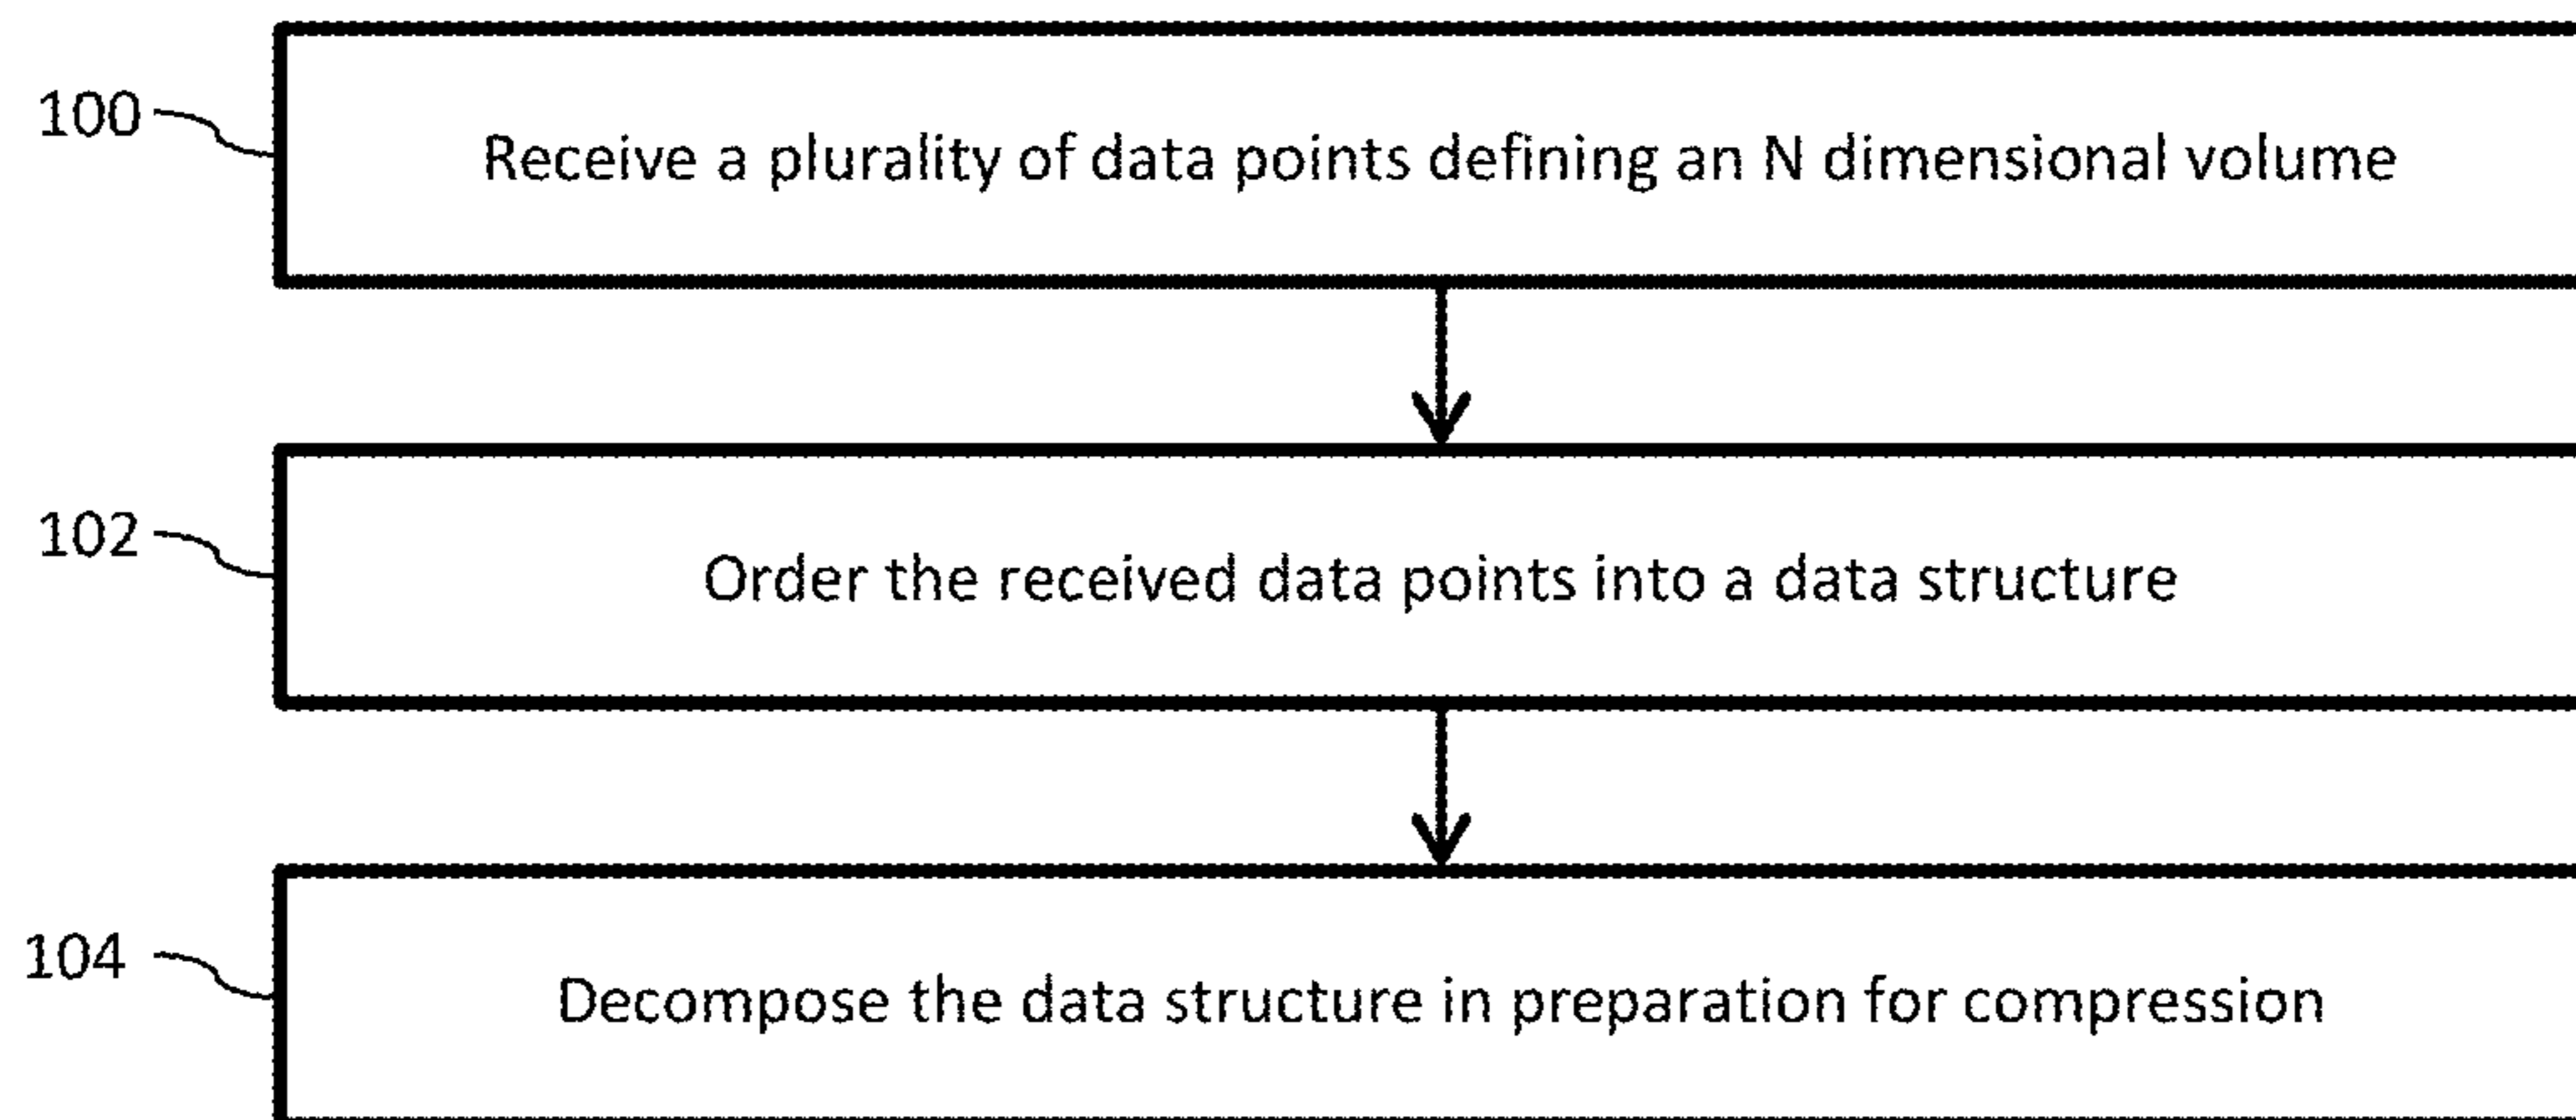 100
Receive a plurality of data points defining an N dimensional volume
102
Order the received data points into a data structure
104
Decompose the data structure in preparation for compression